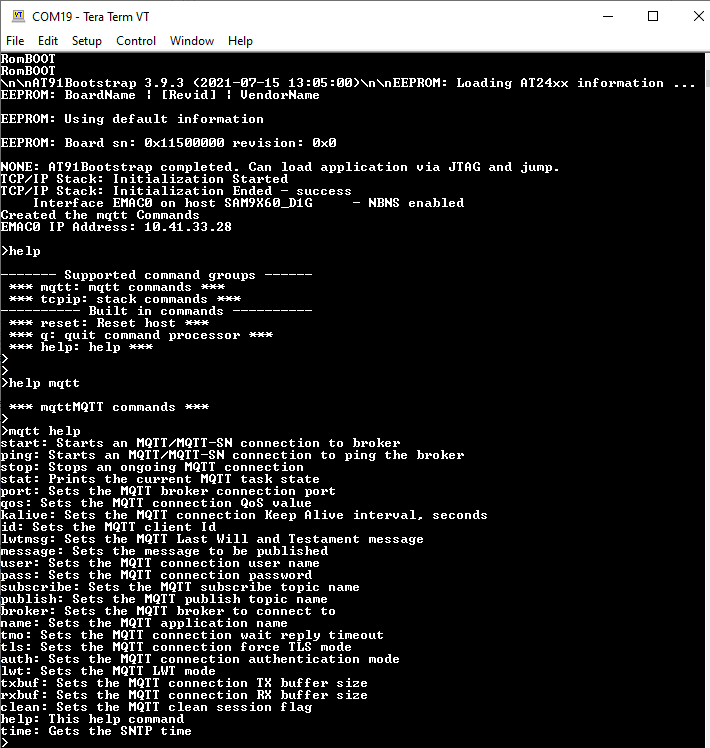 COM19 - Tera Term VT
File Edit Setup Control Window Help
RomBOOT
RomBOOT
\n\nAT91Bootstrap 3.9.3 (2021-07-15 13:05:00)\n\nEEPROM: Loading AT24xx information ...
EEPROM: BoardName | [Revid] | VendorName
EEPROM: Using default information
EEPROM: Board sn: 0x11500000 revision: 0x0
NONE: AT91Bootstrap completed. Can load application via JTAG and jump.
TCP/IP Stack: Initialization Started
TCP/IP Stack: Initialization Ended - success
    Interface EMAC0 on host SAM9X60_D1G     - NBNS enabled
Created the mqtt Commands
EMAC0 IP Address: 10.41.33.28
>help
------- Supported command groups ------
 *** mqtt: mqtt commands ***
 *** tcpip: stack commands ***
---------- Built in commands ----------
 *** reset: Reset host ***
 *** q: quit command processor ***
 *** help: help ***
>
>
>help mqtt
 *** mqttMQTT commands ***
>
>mqtt help
start: Starts an MQTT/MQTT-SN connection to broker
ping: Starts an MQTT/MQTT-SN connection to ping the broker
stop: Stops an ongoing MQTT connection
stat: Prints the current MQTT task state
port: Sets the MQTT broker connection port
qos: Sets the MQTT connection QoS value
kalive: Sets the MQTT connection Keep Alive interval, seconds
id: Sets the MQTT client Id
lwtmsg: Sets the MQTT Last Will and Testament message
message: Sets the message to be published
user: Sets the MQTT connection user name
pass: Sets the MQTT connection password
subscribe: Sets the MQTT subscribe topic name
publish: Sets the MQTT publish topic name
broker: Sets the MQTT broker to connect to
name: Sets the MQTT application name
tmo: Sets the MQTT connection wait reply timeout
tls: Sets the MQTT connection force TLS mode
auth: Sets the MQTT connection authentication mode
lwt: Sets the MQTT LWT mode
txbuf: Sets the MQTT connection TX buffer size
rxbuf: Sets the MQTT connection RX buffer size
clean: Sets the MQTT clean session flag
help: This help command
time: Gets the SNTP time
>